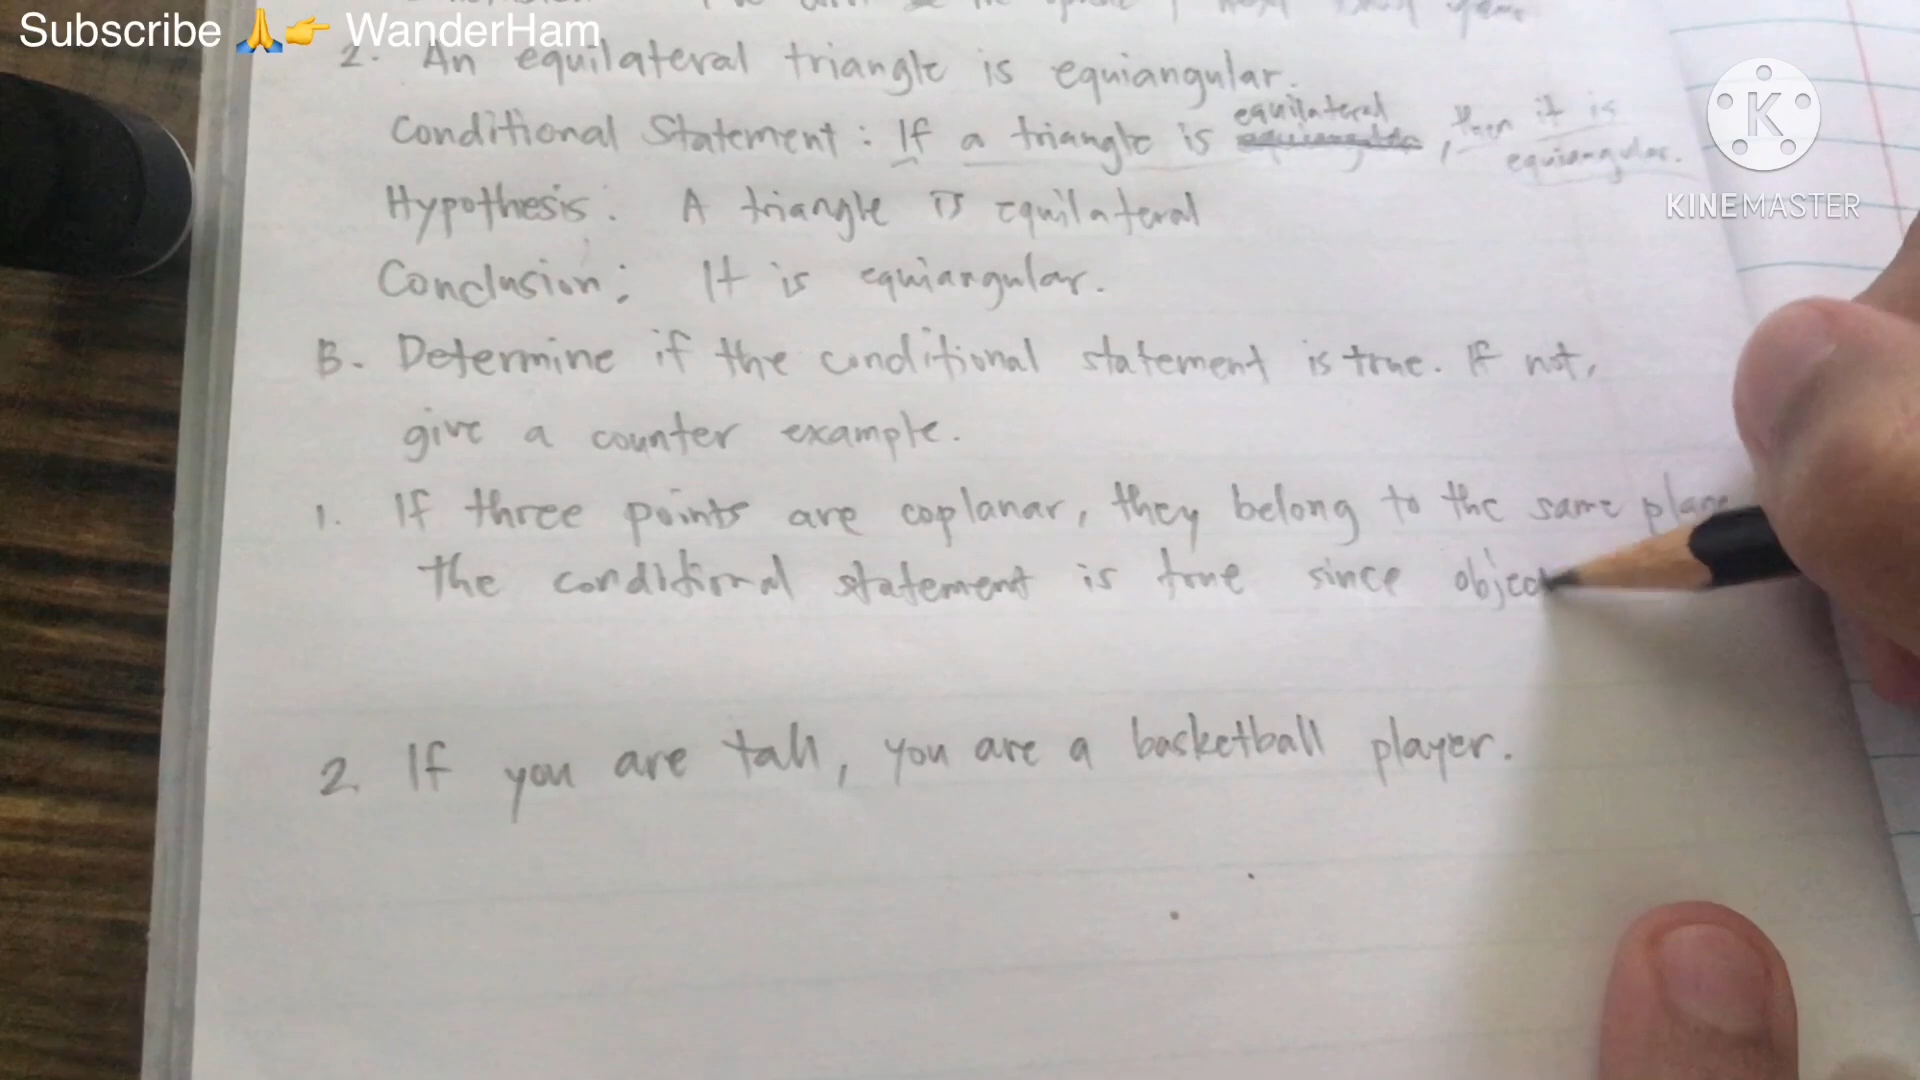 Subscribe 🙏👉 WanderHam
2. An equilateral triangle is equiangular.
Conditional Statement: If a triangle is equilateral, then it is
equiangular.
Hypothesis: A triangle is equilateral
Conclusion: It is equiangular.
B. Determine if the conditional statement is true. If not,
give a counter example.
1. If three points are coplanar, they belong to the same plane
The conditional statement is true since objec
2. If you are tall, you are a basketball player.
K
KINEMASTER